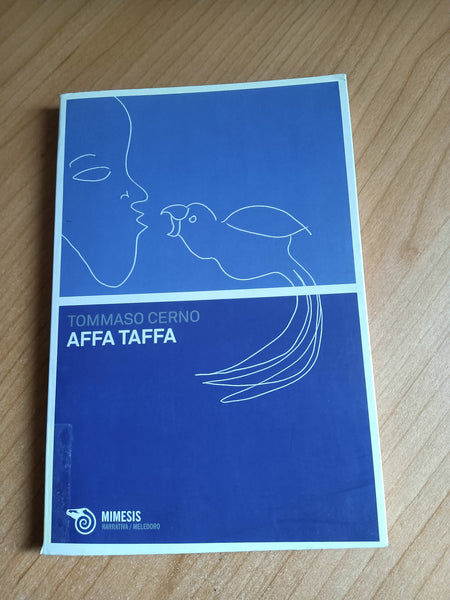 TOMMASO CERNO
AFFA TAFFA
MIMESIS
NARRATIVA / MELEDORO